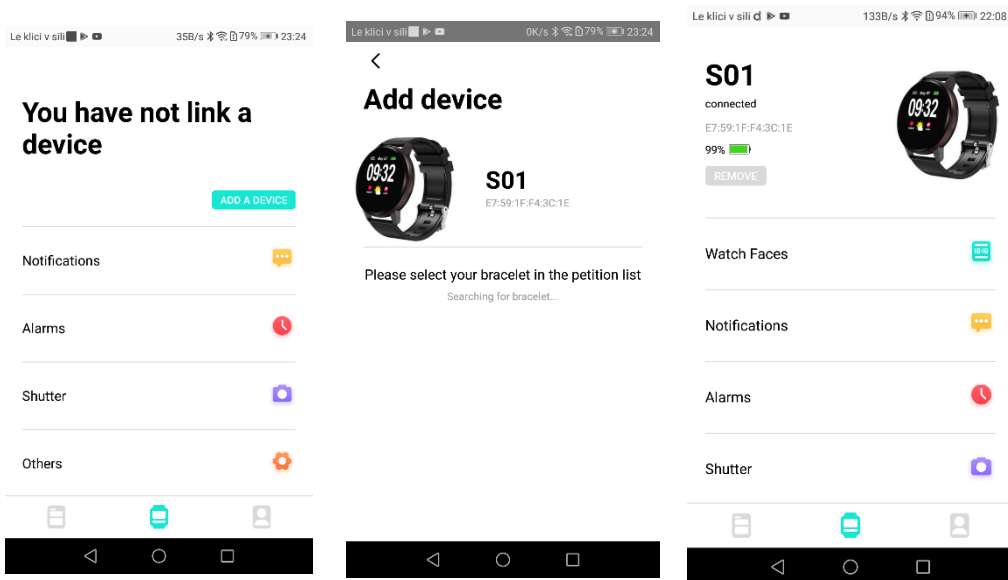 Le klici v sili 35B/s 79% 23:24
You have not link a
device
ADD A DEVICE
Notifications
Alarms
Shutter
Others
Le klici v sili 0K/s 79% 23:24
Add device
09:32
S01
E7:59:1F:F4:3C:1E
Please select your bracelet in the petition list
Searching for bracelet...
Le klici v sili d 133B/s 94% 22:08
S01
connected
E7:59:1F:F4:3C:1E
99%
REMOVE
09:32
Watch Faces
10:10
Notifications
Alarms
Shutter